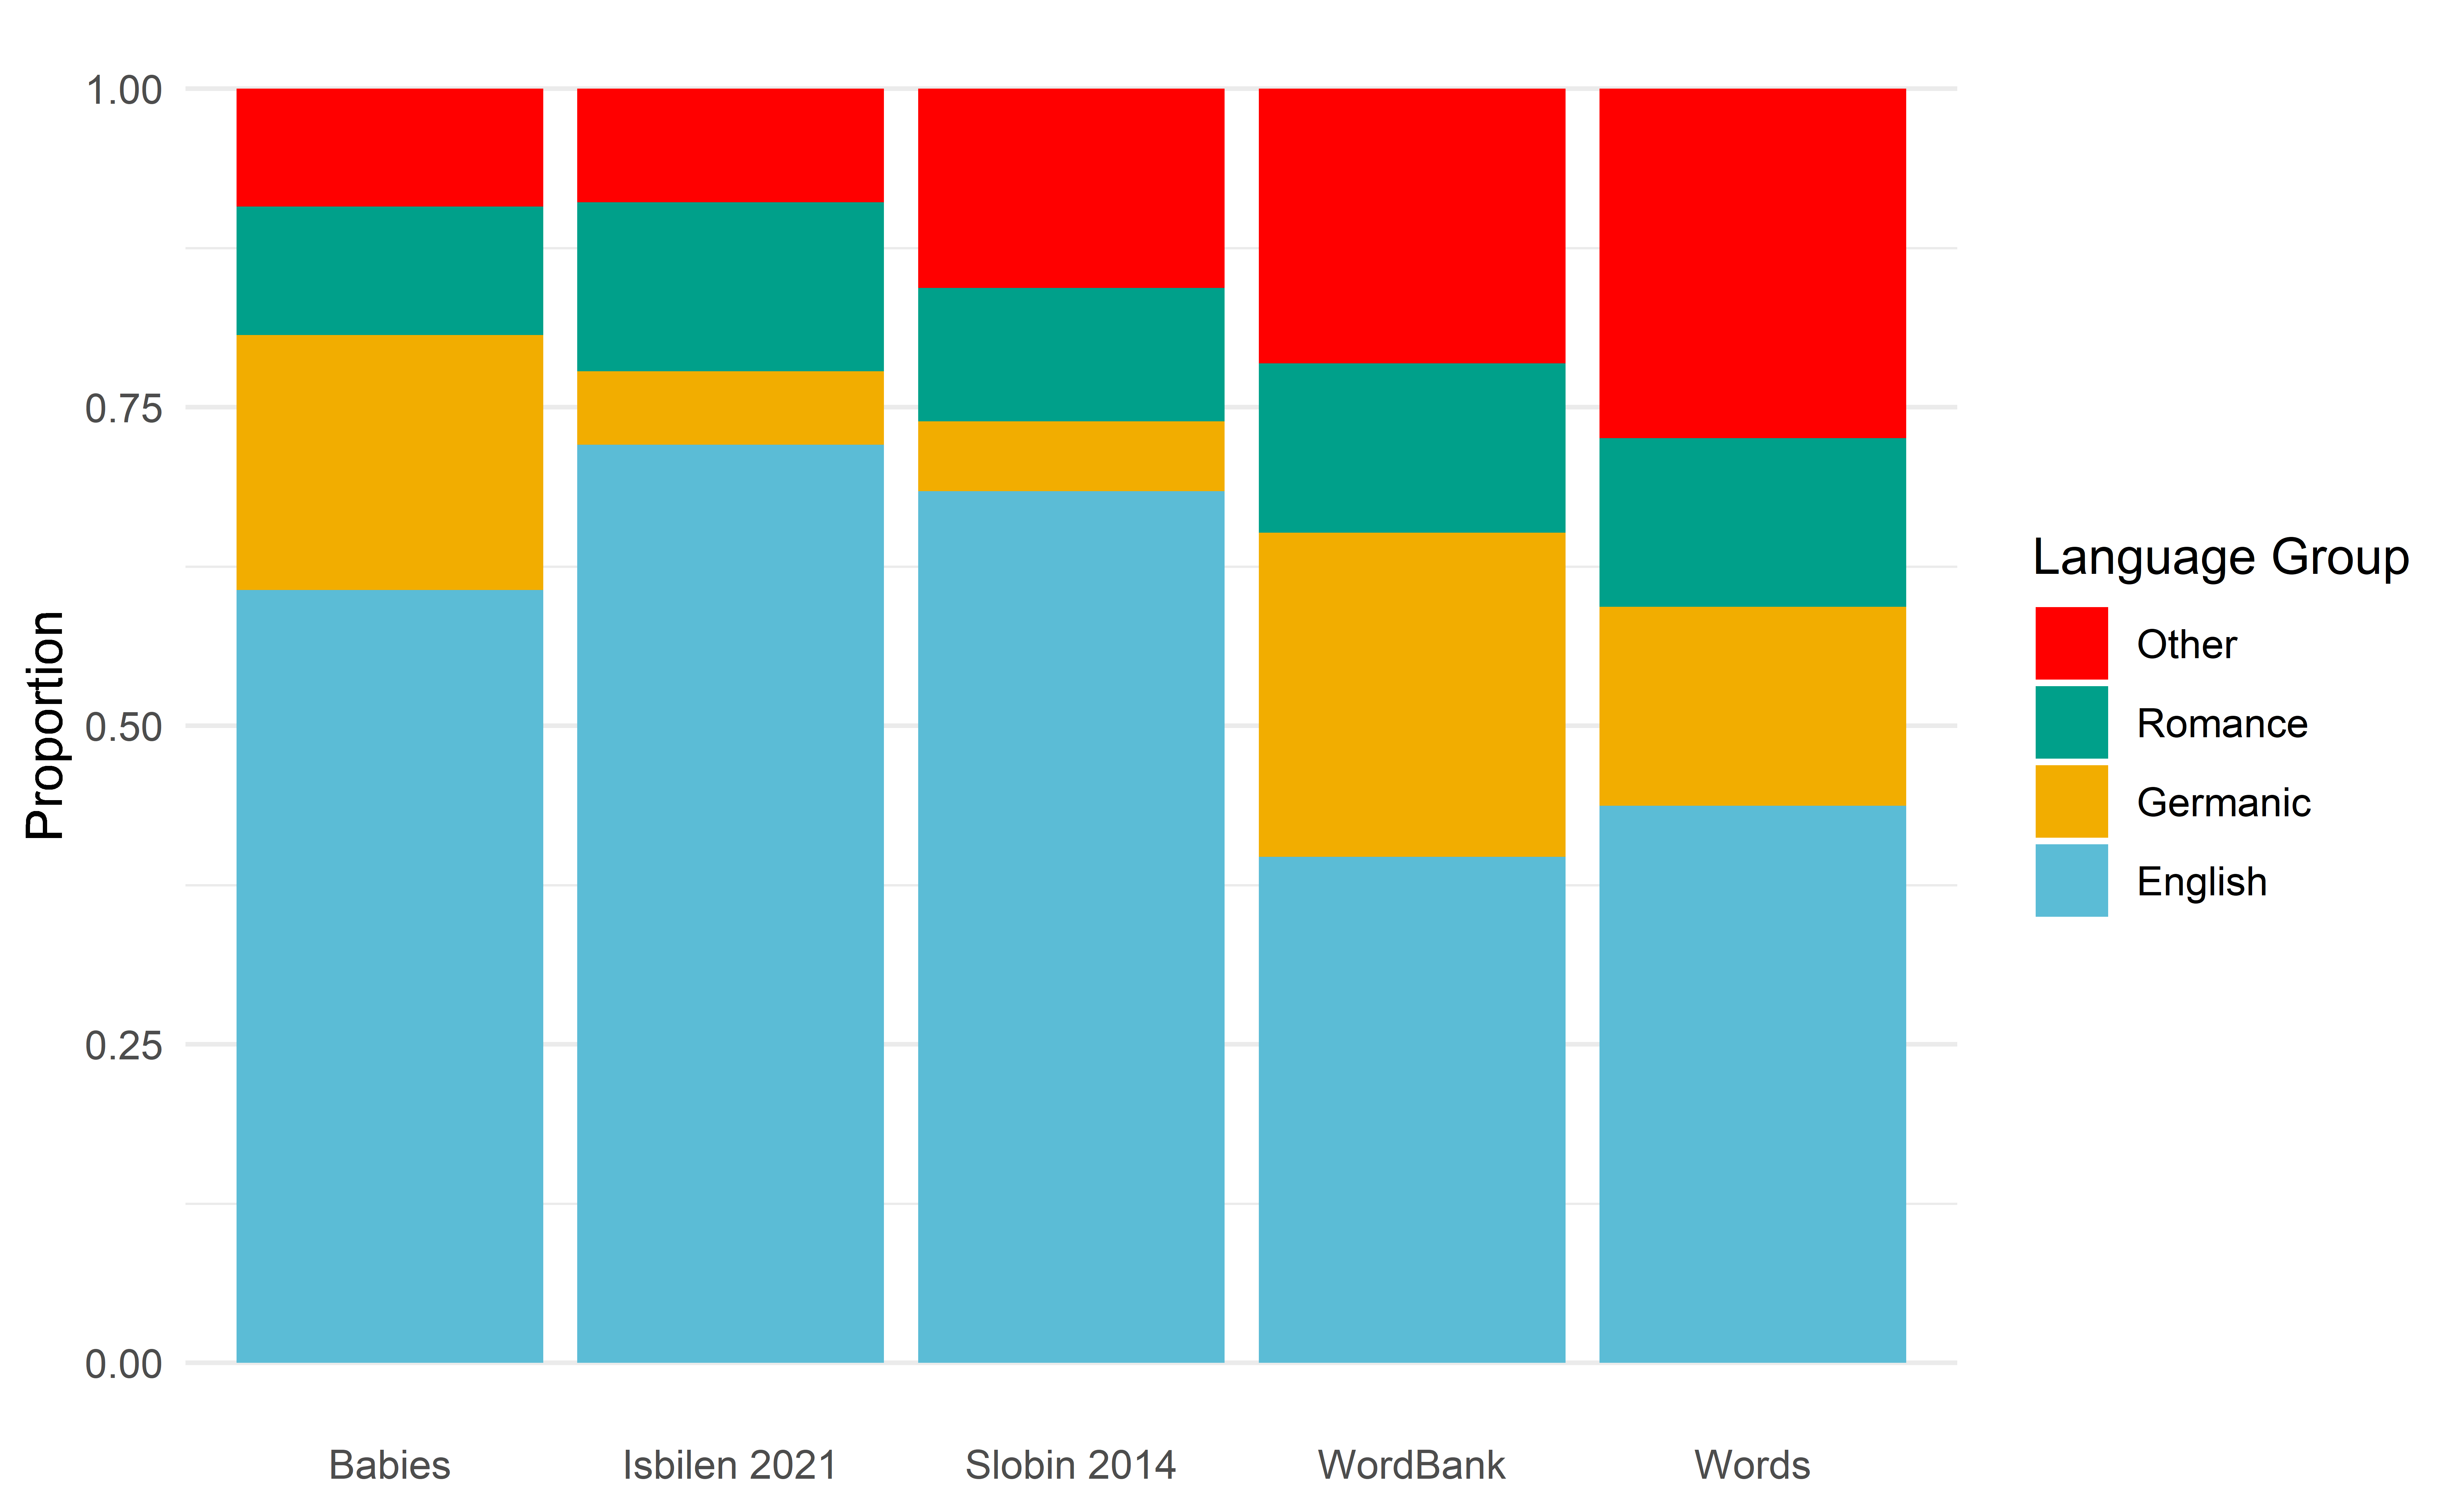 1.00
0.75
0.50
0.25
0.00
Proportion
Babies
Isbilen 2021
Slobin 2014
WordBank
Words
Language Group
Other
Romance
Germanic
English